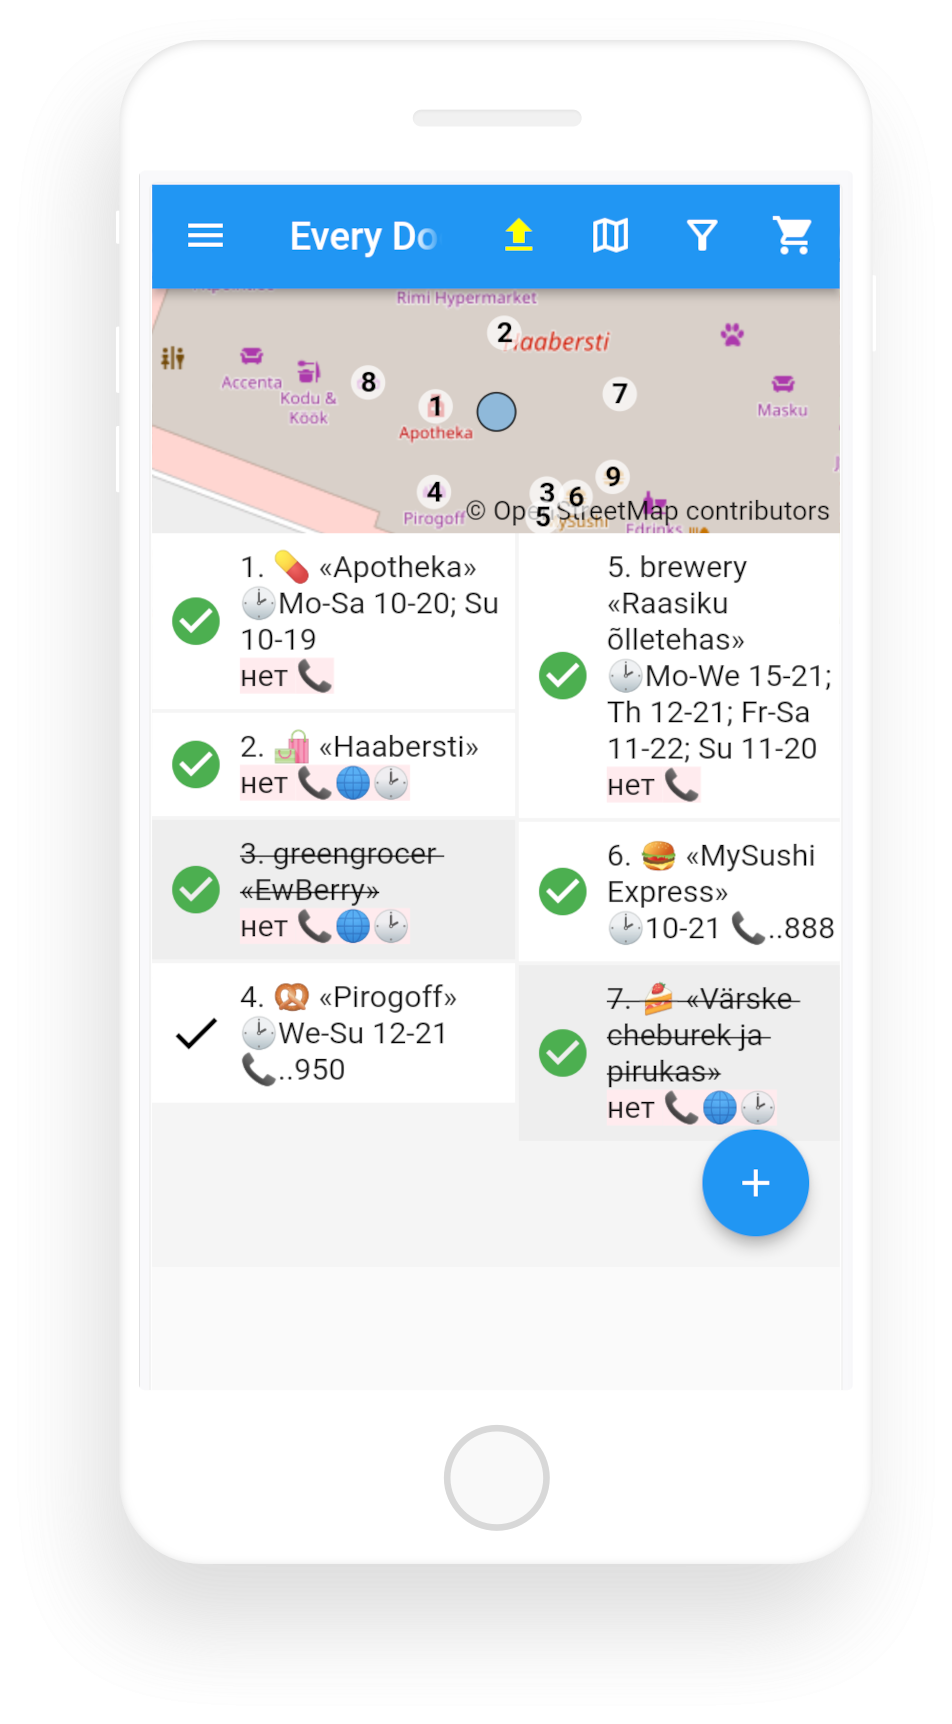 Every Do
Rimi Hypermarket
2
Haabersti
8
7
Accenta
1
Kodu &
Köök
Masku
Apotheka
9
4
3
6
5
Pirogoff
© OpenStreetMap contributors
Edrinks
1. 💊 «Apotheka»
🕑Mo-Sa 10-20; Su
10-19
нет 📞
2. 🛍️ «Haabersti»
нет 📞🌐🕑
3. greengrocer
«EwBerry»
нет 📞🌐🕑
4. 🥨 «Pirogoff»
🕑We-Su 12-21
📞..950
5. brewery
«Raasiku
õlletehas»
🕑Mo-We 15-21;
Th 12-21; Fr-Sa
11-22; Su 11-20
нет 📞
6. 🍔 «MySushi
Express»
🕑10-21 📞..888
7. 🍰 «Värske
cheburek ja
pirukas»
нет 📞🌐🕑